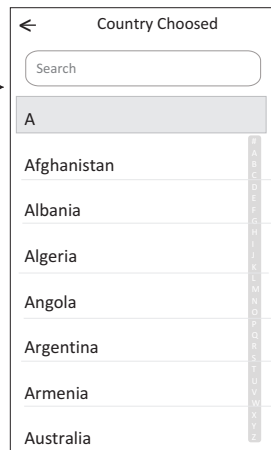 Country Choosed
Search
A
Afghanistan
Albania
Algeria
Angola
Argentina
Armenia
Australia
#
A
B
C
D
E
F
G
H
I
J
K
L
M
N
O
P
Q
R
S
T
U
V
W
X
Y
Z